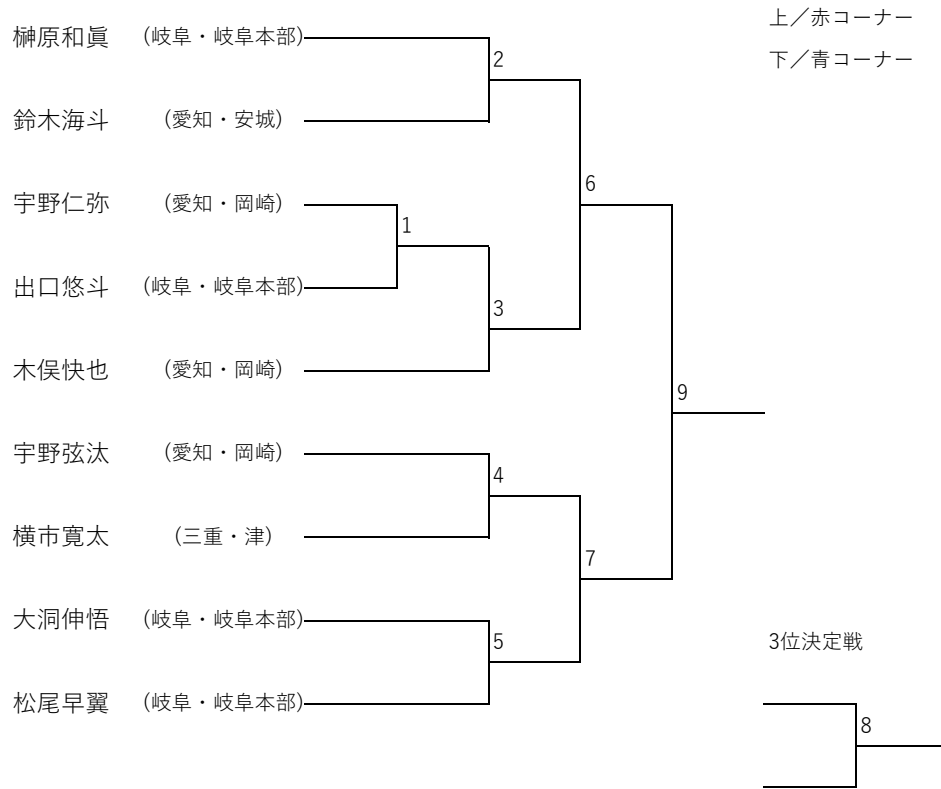 上／赤コーナー
榊原和眞 (岐阜・岐阜本部)
2
下／青コーナー
鈴木海斗 (愛知・安城)
6
宇野仁弥 (愛知・岡崎)
1
出口悠斗 (岐阜・岐阜本部)
3
木俣快也 (愛知・岡崎)
9
宇野弦汰 (愛知・岡崎)
4
横市寛太 (三重・津)
7
大洞伸悟 (岐阜・岐阜本部)
5
3位決定戦
松尾早翼 (岐阜・岐阜本部)
8